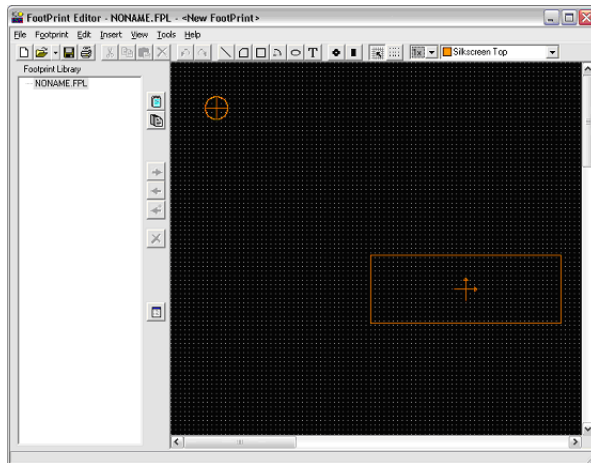 FootPrint Editor - NONAME.FPL - <New FootPrint>
File Footprint Edit Insert View Tools Help
T Silkscreen Top
Footprint Library
NONAME.FPL